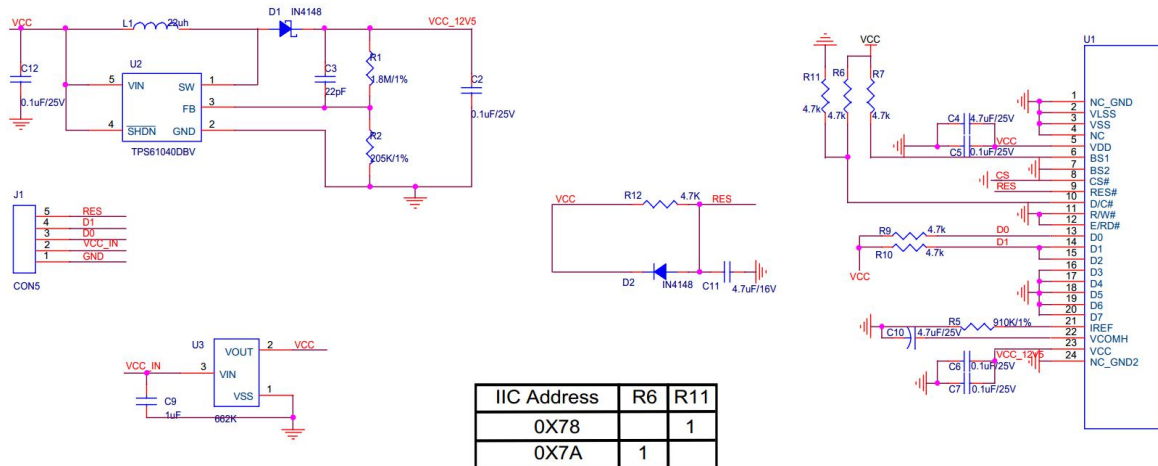 VCC
L1
22uh
D1
IN4148
VCC_12V5
C12
0.1uF/25V
U2
5
VIN
SW
1
FB
3
4
SHDN
GND
2
TPS61040DBV
C3
22pF
R1
1.8M/1%
R2
205K/1%
C2
0.1uF/25V
J1
5
RES
4
D1
3
D0
2
VCC_IN
1
GND
CON5
VCC
R12
4.7K
RES
D2
IN4148
C11
4.7uF/16V
U3
VCC_IN
3
VIN
VOUT
2
VCC
VSS
1
662K
C9
1uF
IIC Address R6 R11
0X78 1
0X7A 1
VCC
R11
R6
R7
4.7k
4.7k
4.7k
C4
4.7uF/25V
VCC
C5
0.1uF/25V
CS
RES
R9
4.7k
D0
R10
4.7k
D1
VCC
R5
910K/1%
C10
4.7uF/25V
VCC_12V5
C6
0.1uF/25V
C7
0.1uF/25V
U1
1 NC_GND
2 VLSS
3 VSS
4 NC
5 VDD
6 BS1
7 BS2
8 CS#
9 RES#
10 D/C#
11 R/W#
12 E/RD#
13 D0
14 D1
15 D2
16 D3
17 D4
18 D5
19 D6
20 D7
21 IREF
22 VCOMH
23 VCC
24 NC_GND2